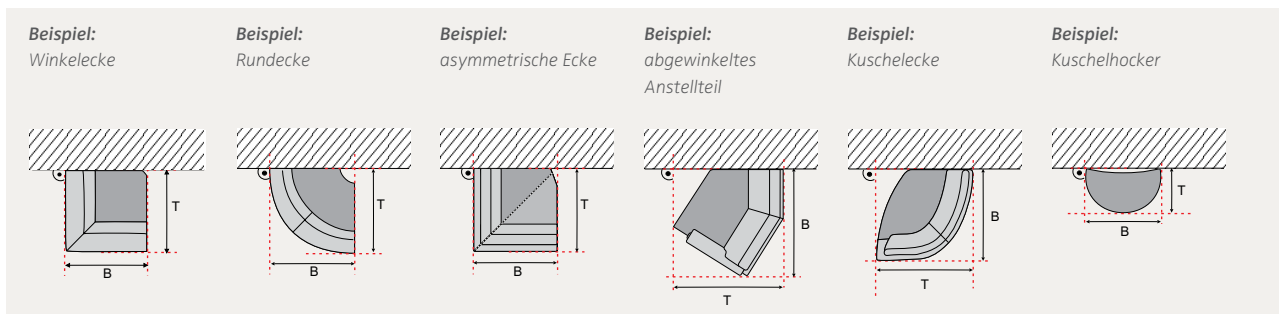 Beispiel:
Winkelecke
T
B
Beispiel:
Rundecke
T
B
Beispiel:
asymmetrische Ecke
T
B
Beispiel:
abgewinkeltes
Anstellteil
B
T
Beispiel:
Kuschelecke
B
T
Beispiel:
Kuschelhocker
T
B